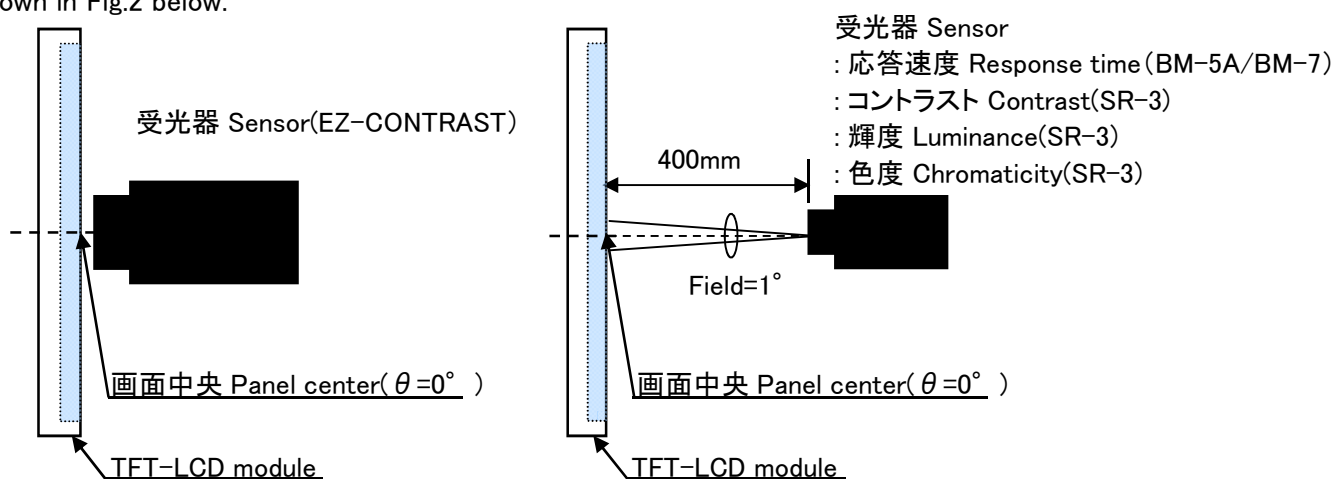 own in Fig.2 below.
受光器 Sensor(EZ-CONTRAST)
画面中央 Panel center(θ=0° )
TFT-LCD module
受光器 Sensor
: 応答速度 Response time(BM-5A/BM-7)
: コントラスト Contrast(SR-3)
: 輝度 Luminance(SR-3)
: 色度 Chromaticity(SR-3)
400mm
Field=1°
画面中央 Panel center(θ=0° )
TFT-LCD module